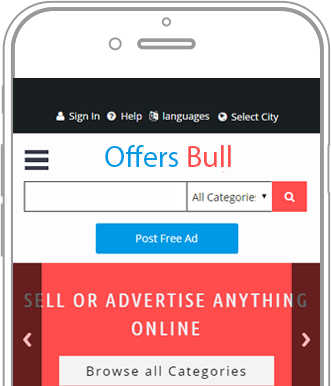 Sign In Help languages Select City
Offers Bull
All Categories
Post Free Ad
SELL OR ADVERTISE ANYTHING
ONLINE
Browse all Categories